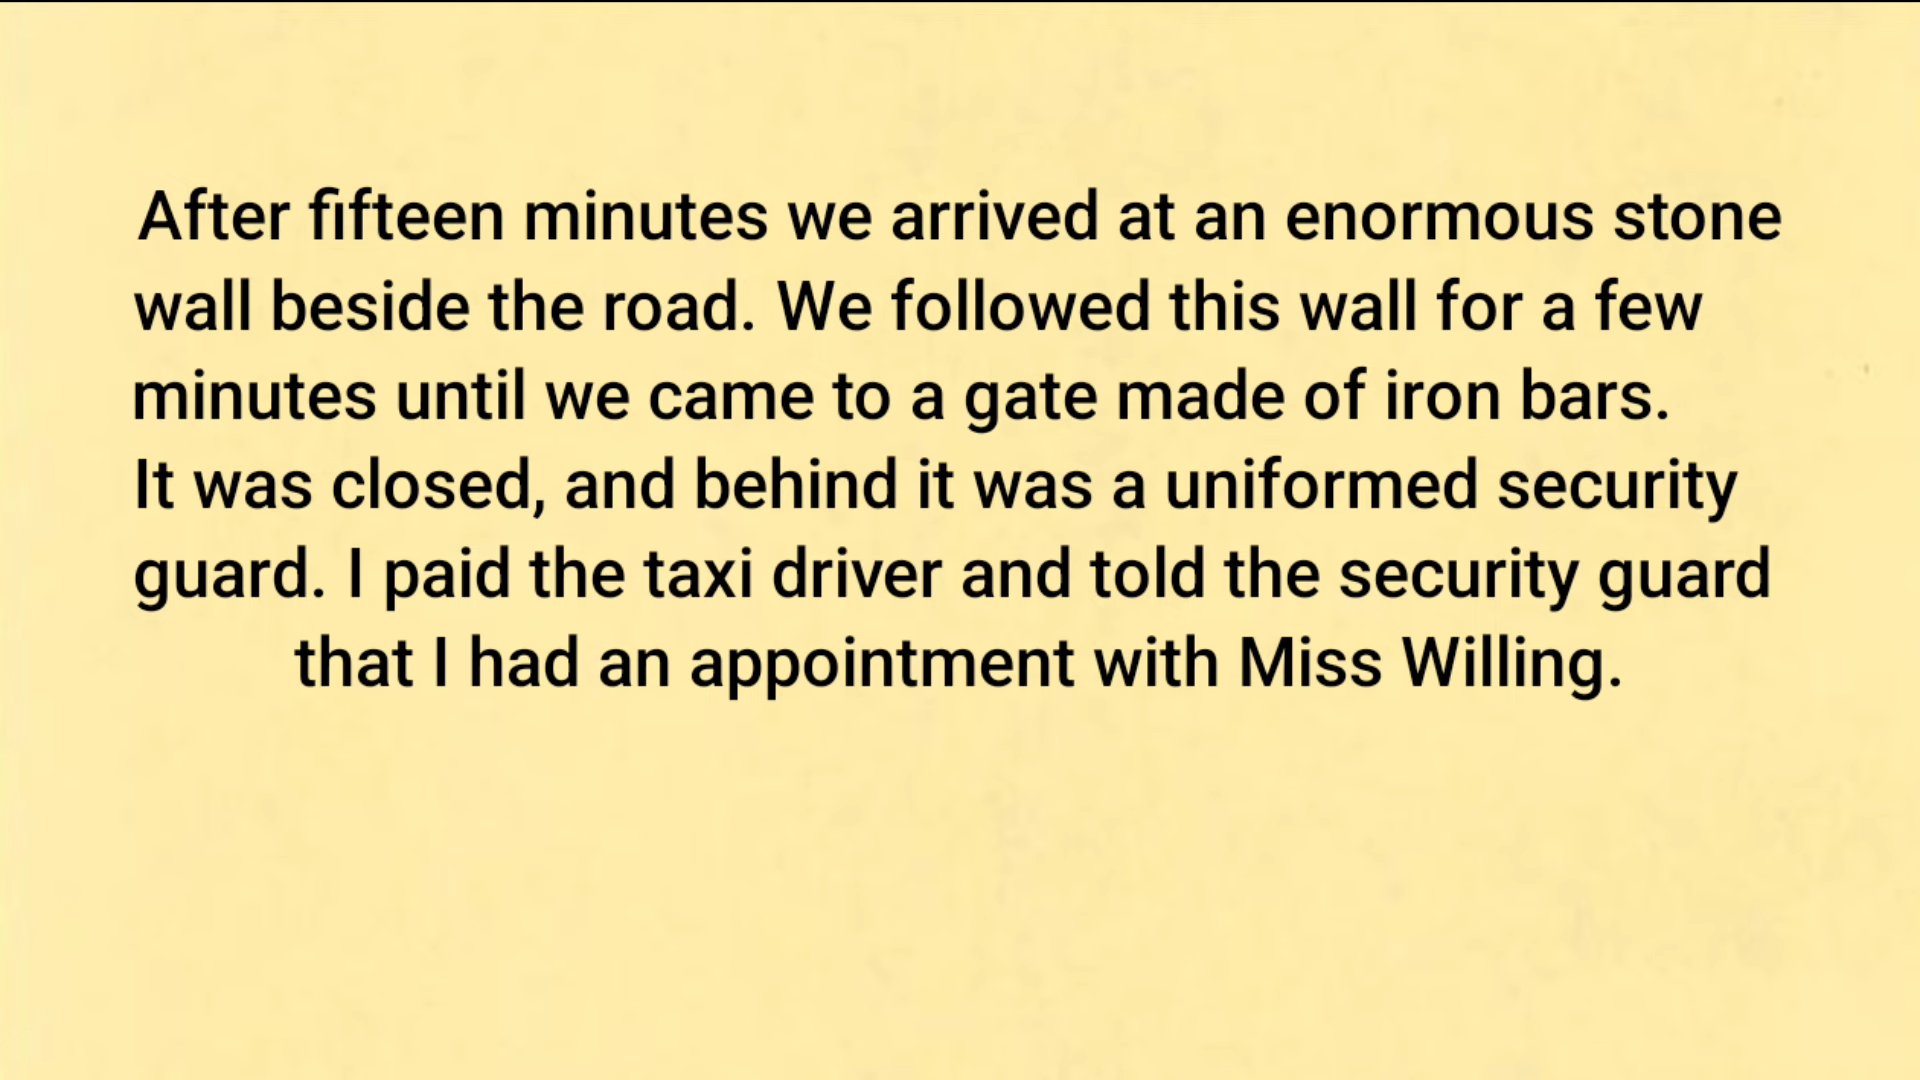 After fifteen minutes we arrived at an enormous stone
wall beside the road. We followed this wall for a few
minutes until we came to a gate made of iron bars.
It was closed, and behind it was a uniformed security
guard. I paid the taxi driver and told the security guard
that I had an appointment with Miss Willing.